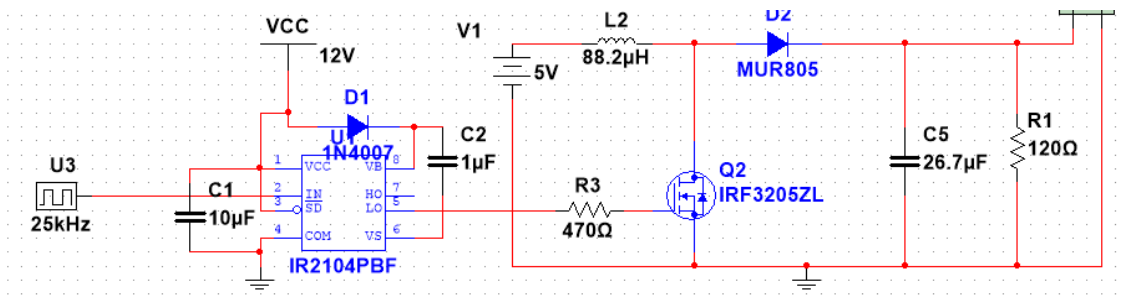 VCC
12V
V1
5V
L2
88.2µH
D2
MUR805
D1
1N4007
U1
C2
1µF
U3
25kHz
C1
10µF
1 VCC VB 8
2 IN HO 7
3 SD LO 5
4 COM VS 6
IR2104PBF
R3
470Ω
Q2
IRF3205ZL
C5
26.7µF
R1
120Ω